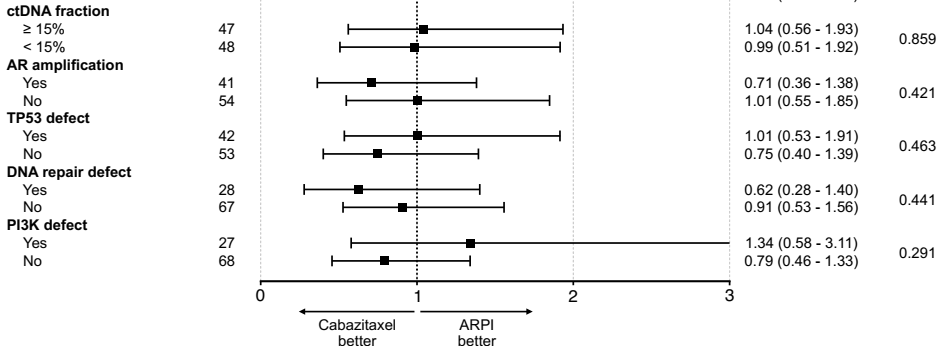 ctDNA fraction
≥ 15% 47 1.04 (0.56 - 1.93)
0.859
< 15% 48 0.99 (0.51 - 1.92)
AR amplification
Yes 41 0.71 (0.36 - 1.38)
0.421
No 54 1.01 (0.55 - 1.85)
TP53 defect
Yes 42 1.01 (0.53 - 1.91)
0.463
No 53 0.75 (0.40 - 1.39)
DNA repair defect
Yes 28 0.62 (0.28 - 1.40)
0.441
No 67 0.91 (0.53 - 1.56)
PI3K defect
Yes 27 1.34 (0.58 - 3.11)
0.291
No 68 0.79 (0.46 - 1.33)
0 1 2 3
Cabazitaxel ARPI
better better